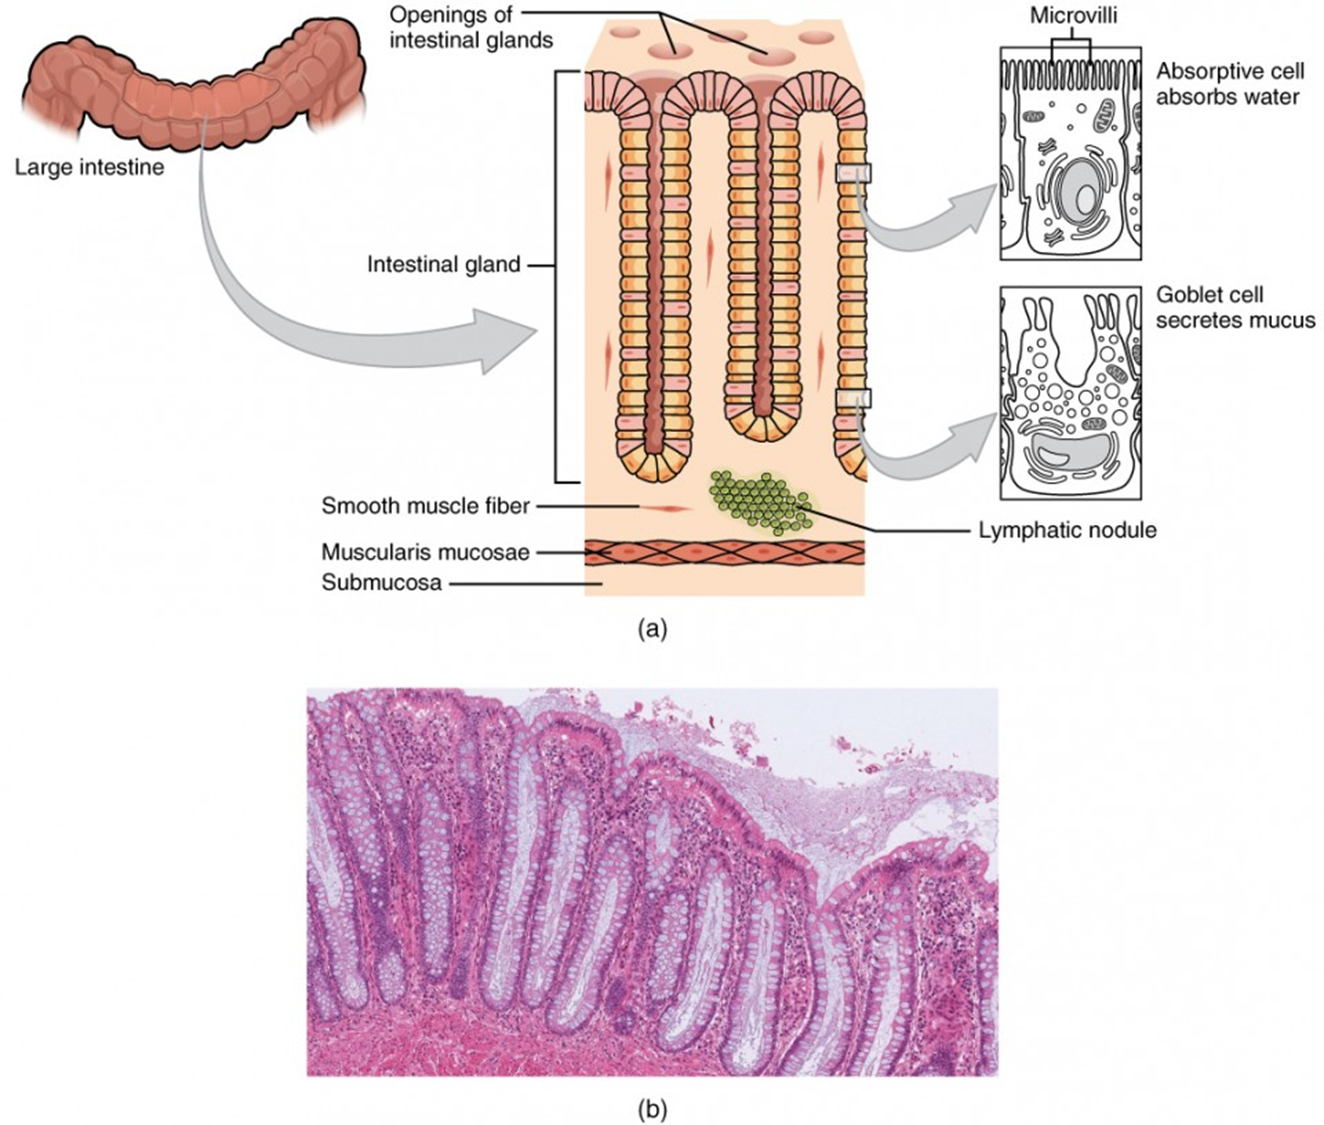 Openings of
intestinal glands
Microvilli
Absorptive cell
absorbs water
Large intestine
Intestinal gland
Goblet cell
secretes mucus
Smooth muscle fiber
Lymphatic nodule
Muscularis mucosae
Submucosa
(a)
(b)